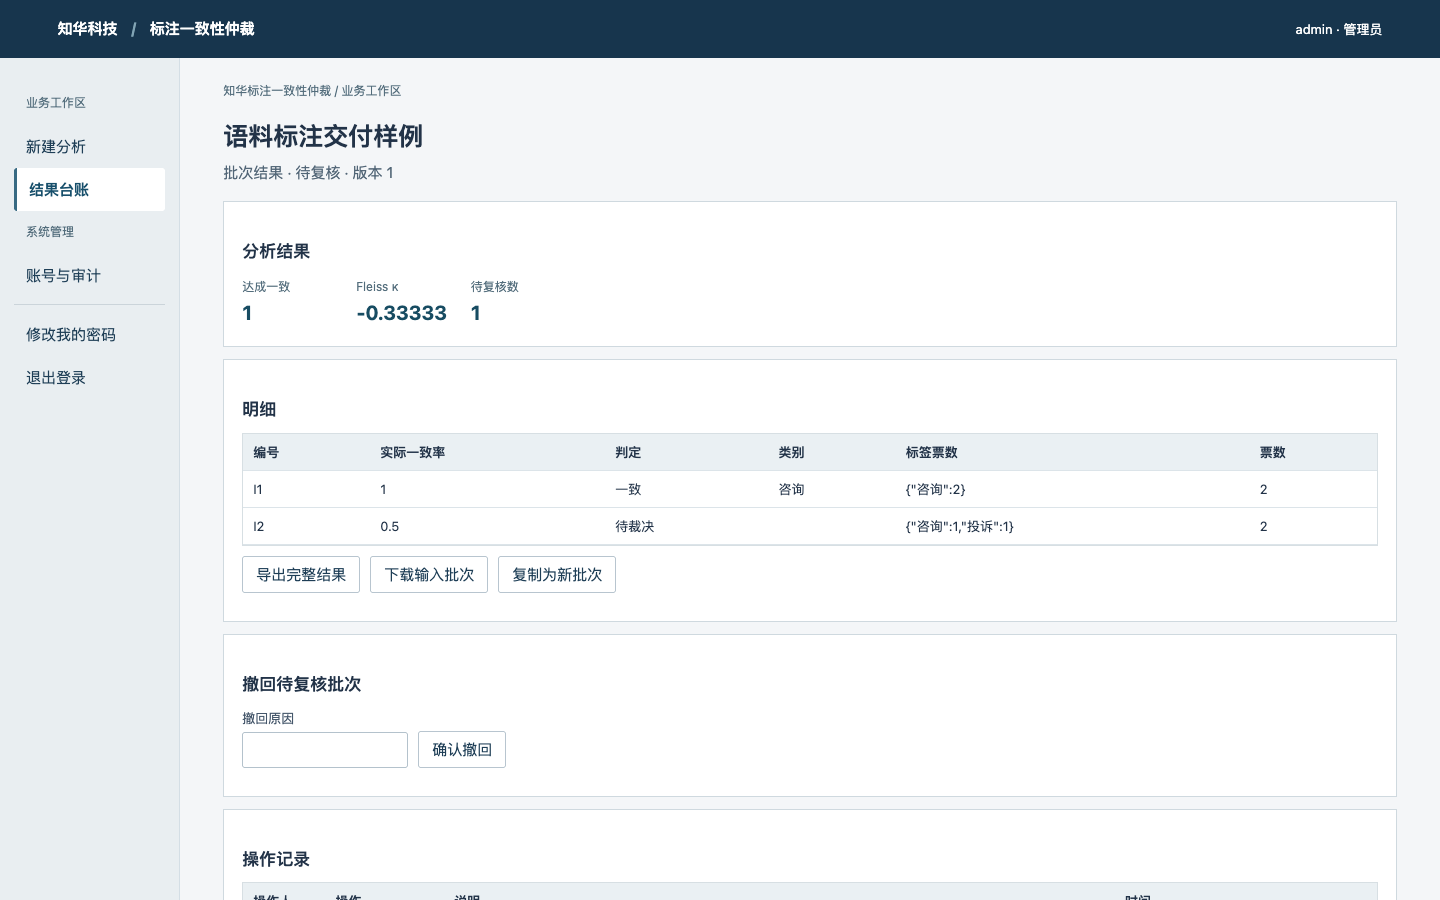 知华科技 / 标注一致性仲裁
admin · 管理员
业务工作区
新建分析
结果台账
系统管理
账号与审计
修改我的密码
退出登录
知华标注一致性仲裁 / 业务工作区
语料标注交付样例
批次结果 · 待复核 · 版本 1
分析结果
达成一致 Fleiss κ 待复核数
1 -0.33333 1
明细
编号 实际一致率 判定 类别 标签票数 票数
I1 1 一致 咨询 {"咨询":2} 2
I2 0.5 待裁决 {"咨询":1,"投诉":1} 2
导出完整结果 下载输入批次 复制为新批次
撤回待复核批次
撤回原因
确认撤回
操作记录
操作人 操作 说明 时间